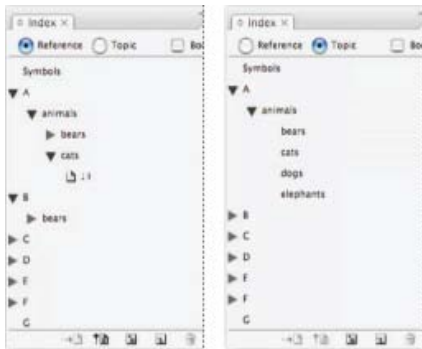 Index ×
Reference Topic
Symbols
A
animals
bears
cats
B
bears
C
D
E
F
G
Index ×
Reference Topic
Symbols
A
animals
bears
cats
dogs
elephants
B
C
D
E
F
G